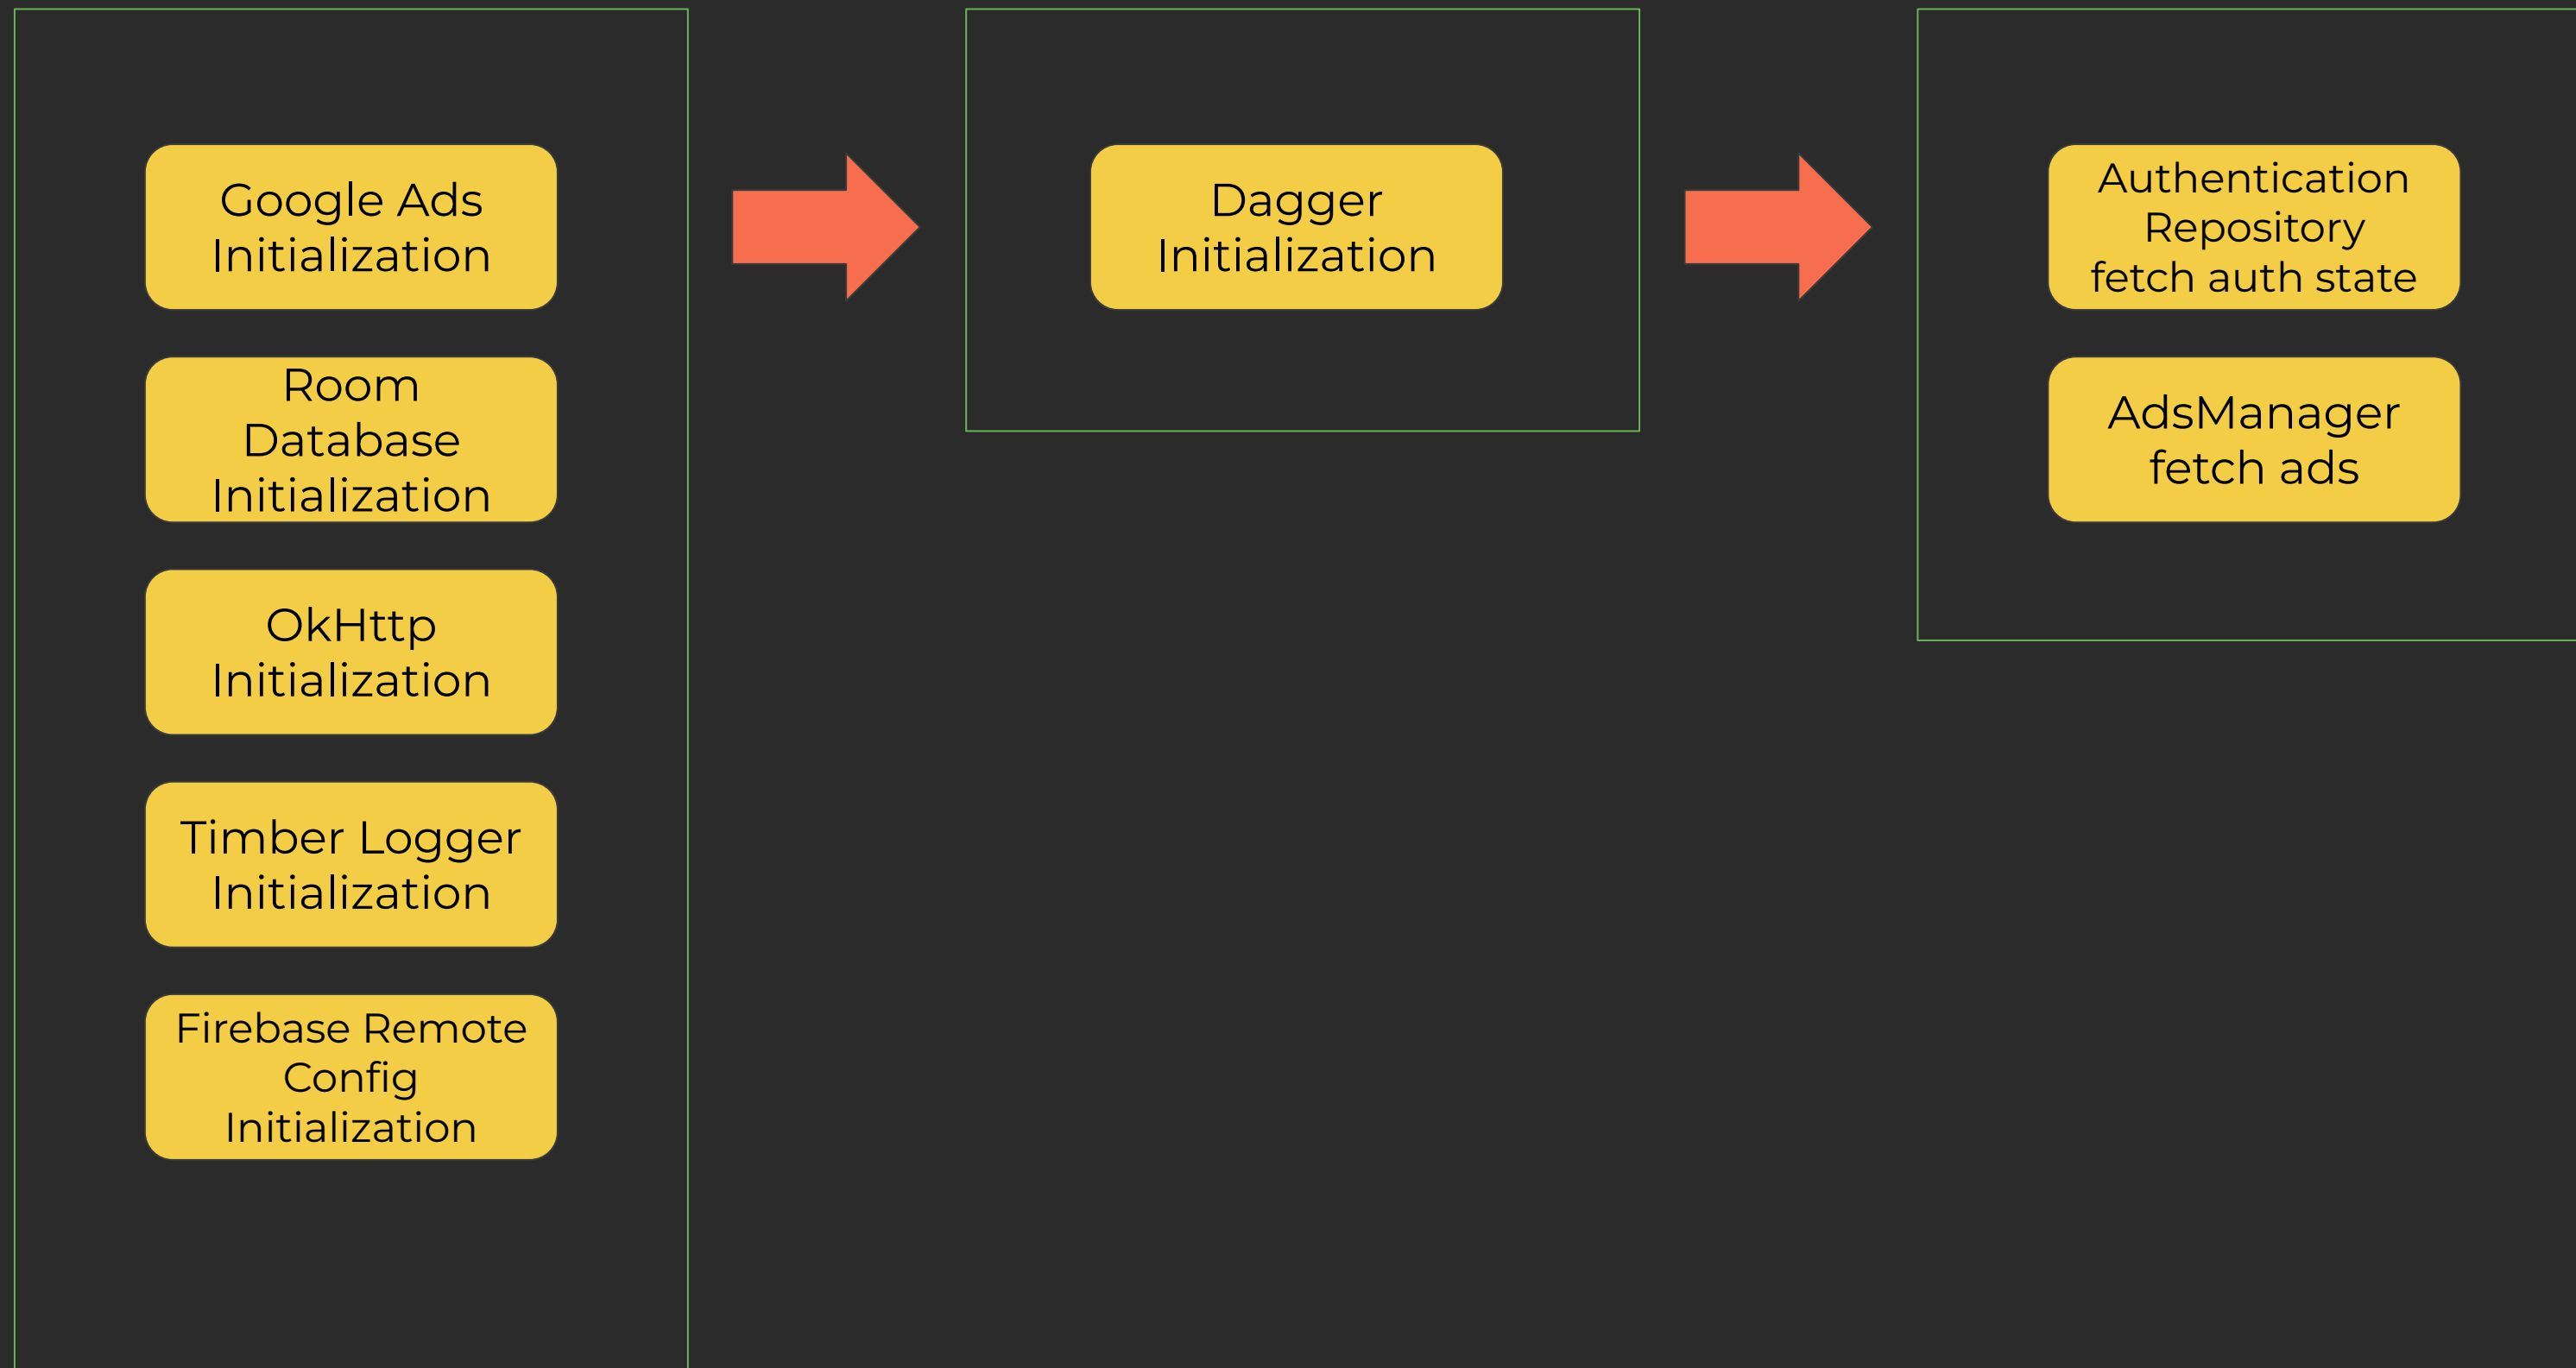 Google Ads
Initialization
Room
Database
Initialization
OkHttp
Initialization
Timber Logger
Initialization
Firebase Remote
Config
Initialization
Dagger
Initialization
Authentication
Repository
fetch auth state
AdsManager
fetch ads